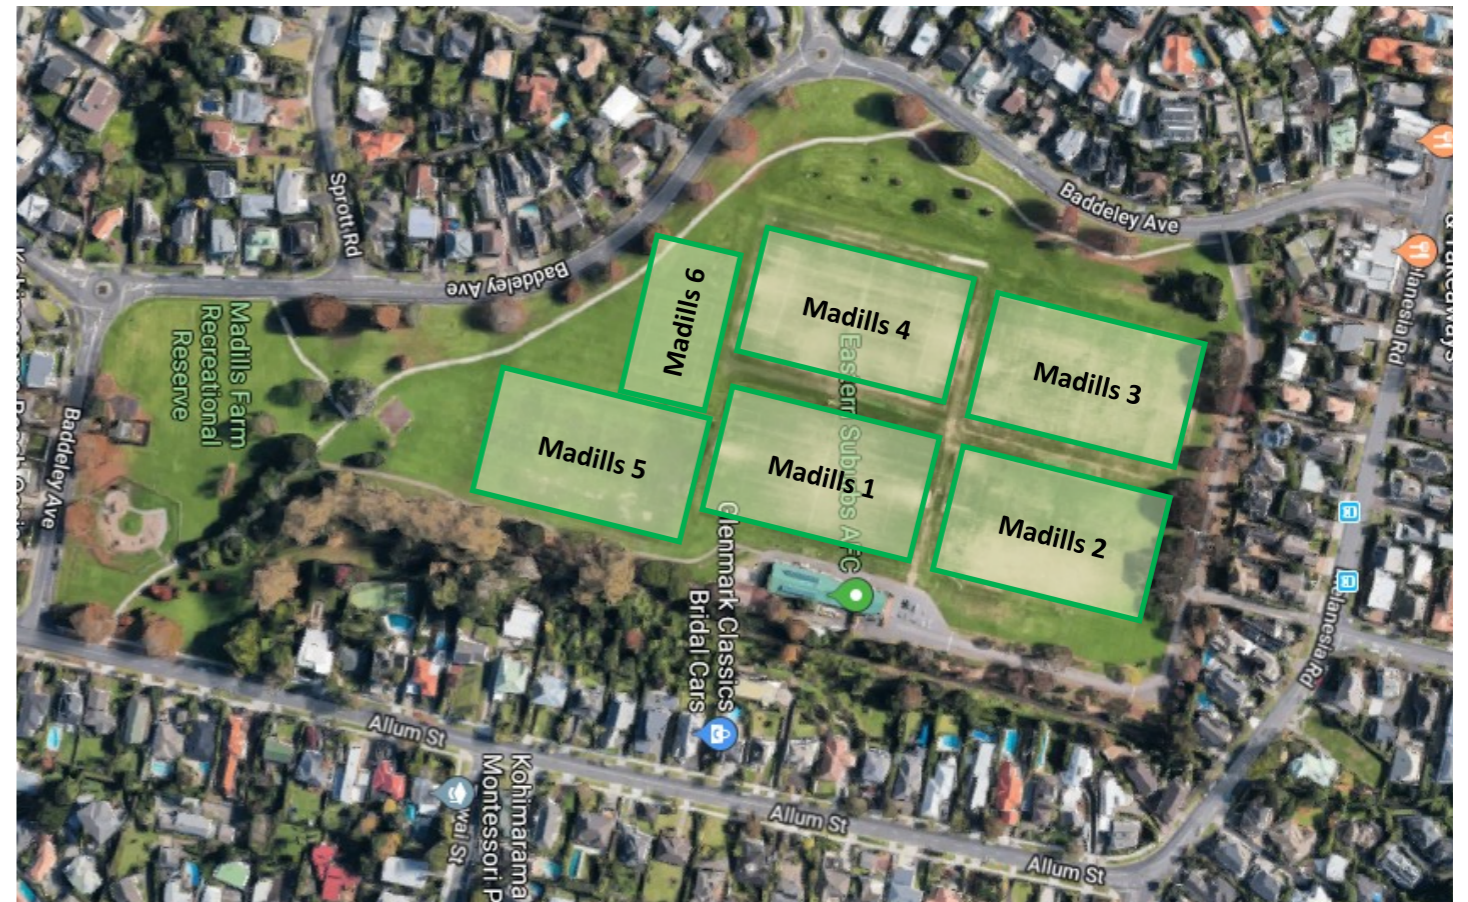 Sprott Rd
Baddeley Ave
Baddeley Ave
Baddeley Ave
Madills Farm
Recreational
Reserve
Madills 6
Madills 4
Madills 3
Madills 5
Madills 1
Madills 2
Eastern Suburbs AFC
Glenmark Classics
Bridal Cars
& Takeaways
Melanesia Rd
Allum St
Allum St
Allum St
Kohimarama
Montessori P